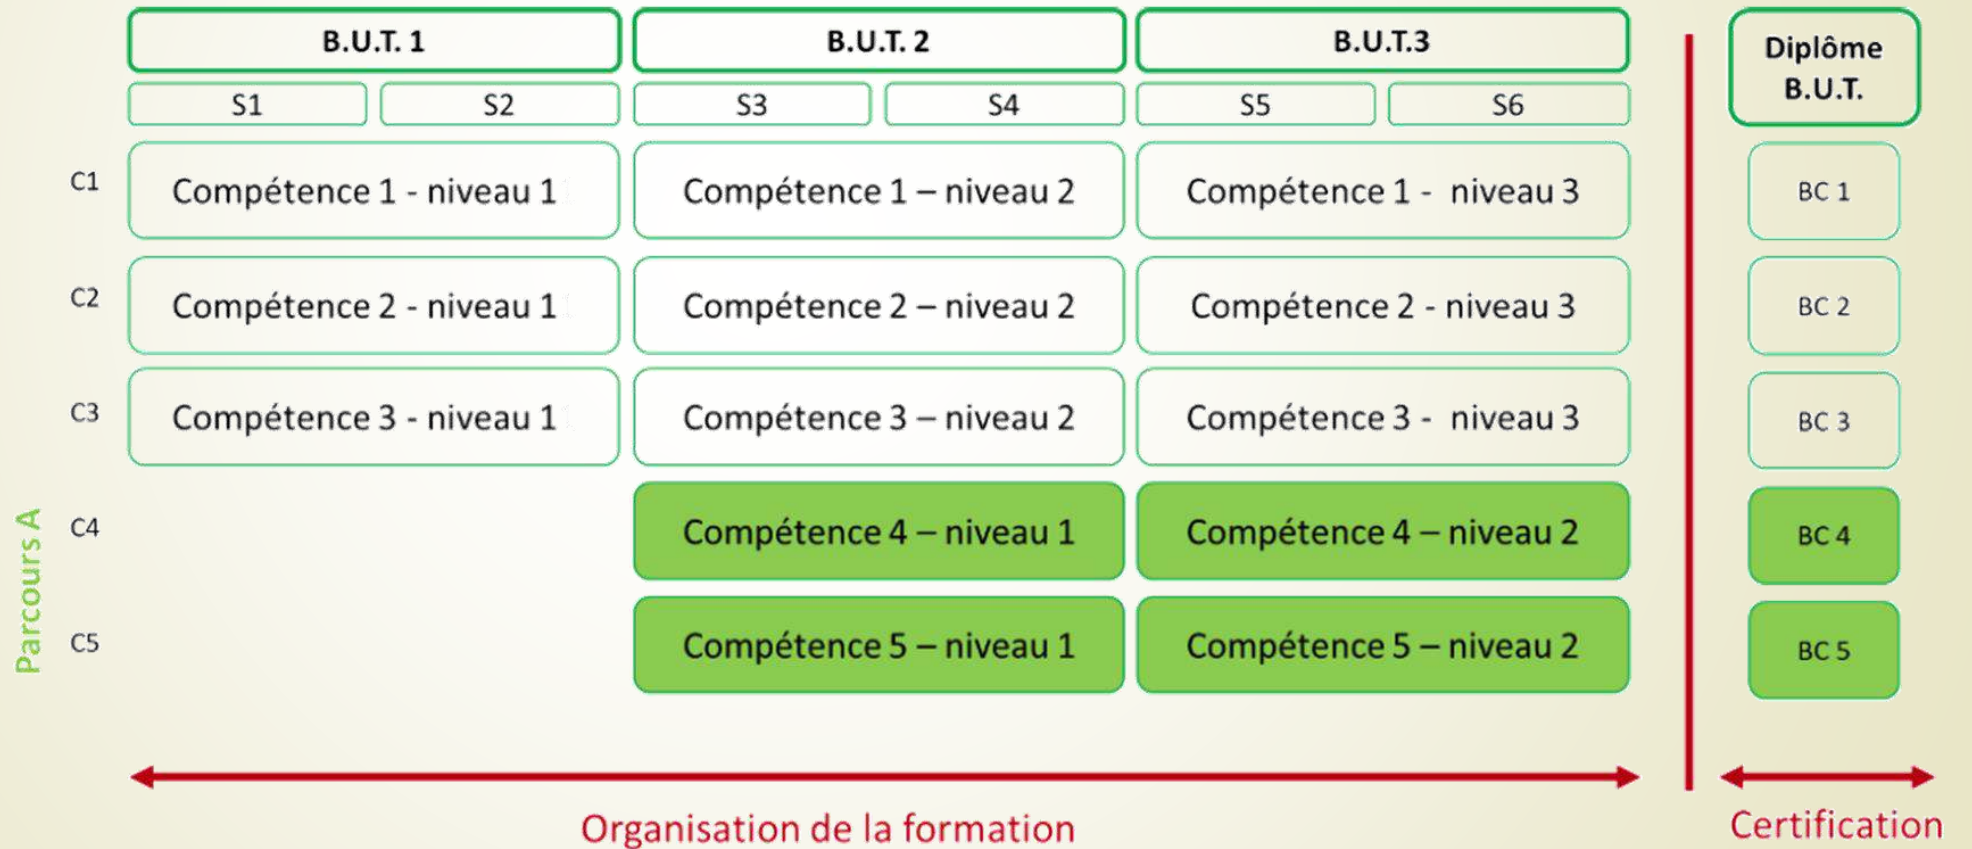 B.U.T. 1
B.U.T. 2
B.U.T.3
Diplôme
B.U.T.
S1
S2
S3
S4
S5
S6
C1
Compétence 1 - niveau 1
Compétence 1 – niveau 2
Compétence 1 - niveau 3
BC 1
C2
Compétence 2 - niveau 1
Compétence 2 – niveau 2
Compétence 2 - niveau 3
BC 2
C3
Compétence 3 - niveau 1
Compétence 3 – niveau 2
Compétence 3 - niveau 3
BC 3
Parcours A
C4
Compétence 4 – niveau 1
Compétence 4 – niveau 2
BC 4
C5
Compétence 5 – niveau 1
Compétence 5 – niveau 2
BC 5
Organisation de la formation
Certification